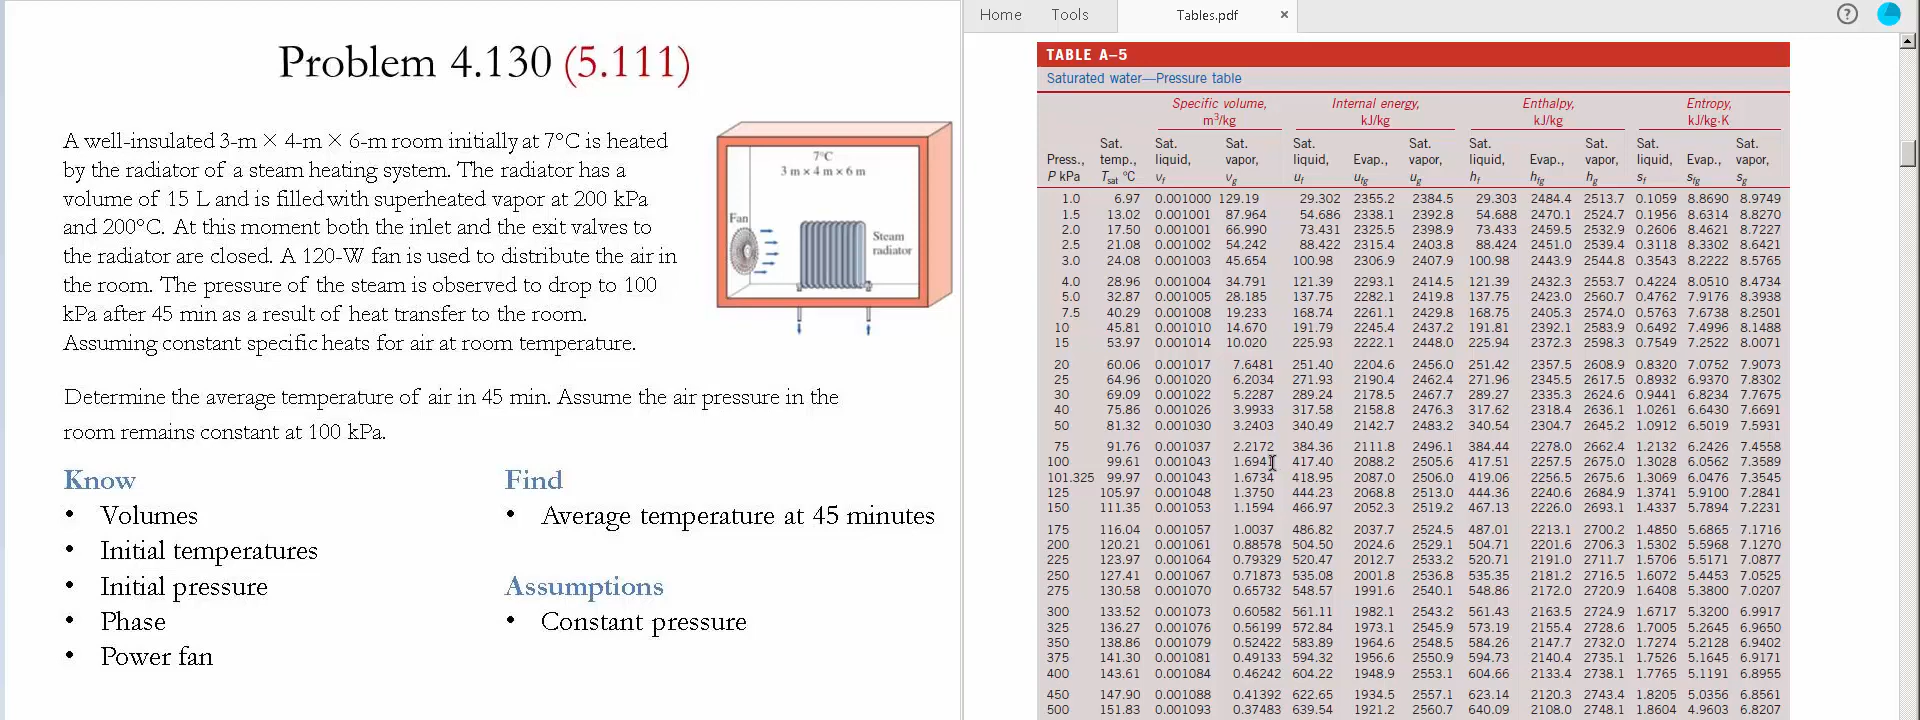 Problem 4.130 (5.111)
A well-insulated 3-m × 4-m × 6-m room initially at 7°C is heated
by the radiator of a steam heating system. The radiator has a
volume of 15 L and is filled with superheated vapor at 200 kPa
and 200°C. At this moment both the inlet and the exit valves to
the radiator are closed. A 120-W fan is used to distribute the air in
the room. The pressure of the steam is observed to drop to 100
kPa after 45 min as a result of heat transfer to the room.
Assuming constant specific heats for air at room temperature.
7°C
3 m × 4 m × 6 m
Fan
Steam
radiator
Determine the average temperature of air in 45 min. Assume the air pressure in the
room remains constant at 100 kPa.
Know
• Volumes
• Initial temperatures
• Initial pressure
• Phase
• Power fan
Find
• Average temperature at 45 minutes
Assumptions
• Constant pressure
Home Tools Tables.pdf × ?
TABLE A–5
Saturated water—Pressure table
Specific volume, Internal energy, Enthalpy, Entropy,
m³/kg kJ/kg kJ/kg kJ/kg·K
Sat. Sat. Sat. Sat. Sat. Sat. Sat. Sat. Sat.
Press., temp., liquid, vapor, liquid, Evap., vapor, liquid, Evap., vapor, liquid, Evap., vapor,
P kPa Tsat °C vf vg uf ufg ug hf hfg hg sf sfg sg
1.0 6.97 0.001000 129.19 29.302 2355.2 2384.5 29.303 2484.4 2513.7 0.1059 8.8690 8.9749
1.5 13.02 0.001001 87.964 54.686 2338.1 2392.8 54.688 2470.1 2524.7 0.1956 8.6314 8.8270
2.0 17.50 0.001001 66.990 73.431 2325.5 2398.9 73.433 2459.5 2532.9 0.2606 8.4621 8.7227
2.5 21.08 0.001002 54.242 88.422 2315.4 2403.8 88.424 2451.0 2539.4 0.3118 8.3302 8.6421
3.0 24.08 0.001003 45.654 100.98 2306.9 2407.9 100.98 2443.9 2544.8 0.3543 8.2222 8.5765
4.0 28.96 0.001004 34.791 121.39 2293.1 2414.5 121.39 2432.3 2553.7 0.4224 8.0510 8.4734
5.0 32.87 0.001005 28.185 137.75 2282.1 2419.8 137.75 2423.0 2560.7 0.4762 7.9176 8.3938
7.5 40.29 0.001008 19.233 168.74 2261.1 2429.8 168.75 2405.3 2574.0 0.5763 7.6738 8.2501
10 45.81 0.001010 14.670 191.79 2245.4 2437.2 191.81 2392.1 2583.9 0.6492 7.4996 8.1488
15 53.97 0.001014 10.020 225.93 2222.1 2448.0 225.94 2372.3 2598.3 0.7549 7.2522 8.0071
20 60.06 0.001017 7.6481 251.40 2204.6 2456.0 251.42 2357.5 2608.9 0.8320 7.0752 7.9073
25 64.96 0.001020 6.2034 271.93 2190.4 2462.4 271.96 2345.5 2617.5 0.8932 6.9370 7.8302
30 69.09 0.001022 5.2287 289.24 2178.5 2467.7 289.27 2335.3 2624.6 0.9441 6.8234 7.7675
40 75.86 0.001026 3.9933 317.58 2158.8 2476.3 317.62 2318.4 2636.1 1.0261 6.6430 7.6691
50 81.32 0.001030 3.2403 340.49 2142.7 2483.2 340.54 2304.7 2645.2 1.0912 6.5019 7.5931
75 91.76 0.001037 2.2172 384.36 2111.8 2496.1 384.44 2278.0 2662.4 1.2132 6.2426 7.4558
100 99.61 0.001043 1.6941 417.40 2088.2 2505.6 417.51 2257.5 2675.0 1.3028 6.0562 7.3589
101.325 99.97 0.001043 1.6734 418.95 2087.0 2506.0 419.06 2256.5 2675.6 1.3069 6.0476 7.3545
125 105.97 0.001048 1.3750 444.23 2068.8 2513.0 444.36 2240.6 2684.9 1.3741 5.9100 7.2841
150 111.35 0.001053 1.1594 466.97 2052.3 2519.2 467.13 2226.0 2693.1 1.4337 5.7894 7.2231
175 116.04 0.001057 1.0037 486.82 2037.7 2524.5 487.01 2213.1 2700.2 1.4850 5.6865 7.1716
200 120.21 0.001061 0.88578 504.50 2024.6 2529.1 504.71 2201.6 2706.3 1.5302 5.5968 7.1270
225 123.97 0.001064 0.79329 520.47 2012.7 2533.2 520.71 2191.0 2711.7 1.5706 5.5171 7.0877
250 127.41 0.001067 0.71873 535.08 2001.8 2536.8 535.35 2181.2 2716.5 1.6072 5.4453 7.0525
275 130.58 0.001070 0.65732 548.57 1991.6 2540.1 548.86 2172.0 2720.9 1.6408 5.3800 7.0207
300 133.52 0.001073 0.60582 561.11 1982.1 2543.2 561.43 2163.5 2724.9 1.6717 5.3200 6.9917
325 136.27 0.001076 0.56199 572.84 1973.1 2545.9 573.19 2155.4 2728.6 1.7005 5.2645 6.9650
350 138.86 0.001079 0.52422 583.89 1964.6 2548.5 584.26 2147.7 2732.0 1.7274 5.2128 6.9402
375 141.30 0.001081 0.49133 594.32 1956.6 2550.9 594.73 2140.4 2735.1 1.7526 5.1645 6.9171
400 143.61 0.001084 0.46242 604.22 1948.9 2553.1 604.66 2133.4 2738.1 1.7765 5.1191 6.8955
450 147.90 0.001088 0.41392 622.65 1934.5 2557.1 623.14 2120.3 2743.4 1.8205 5.0356 6.8561
500 151.83 0.001093 0.37483 639.54 1921.2 2560.7 640.09 2108.0 2748.1 1.8604 4.9603 6.8207